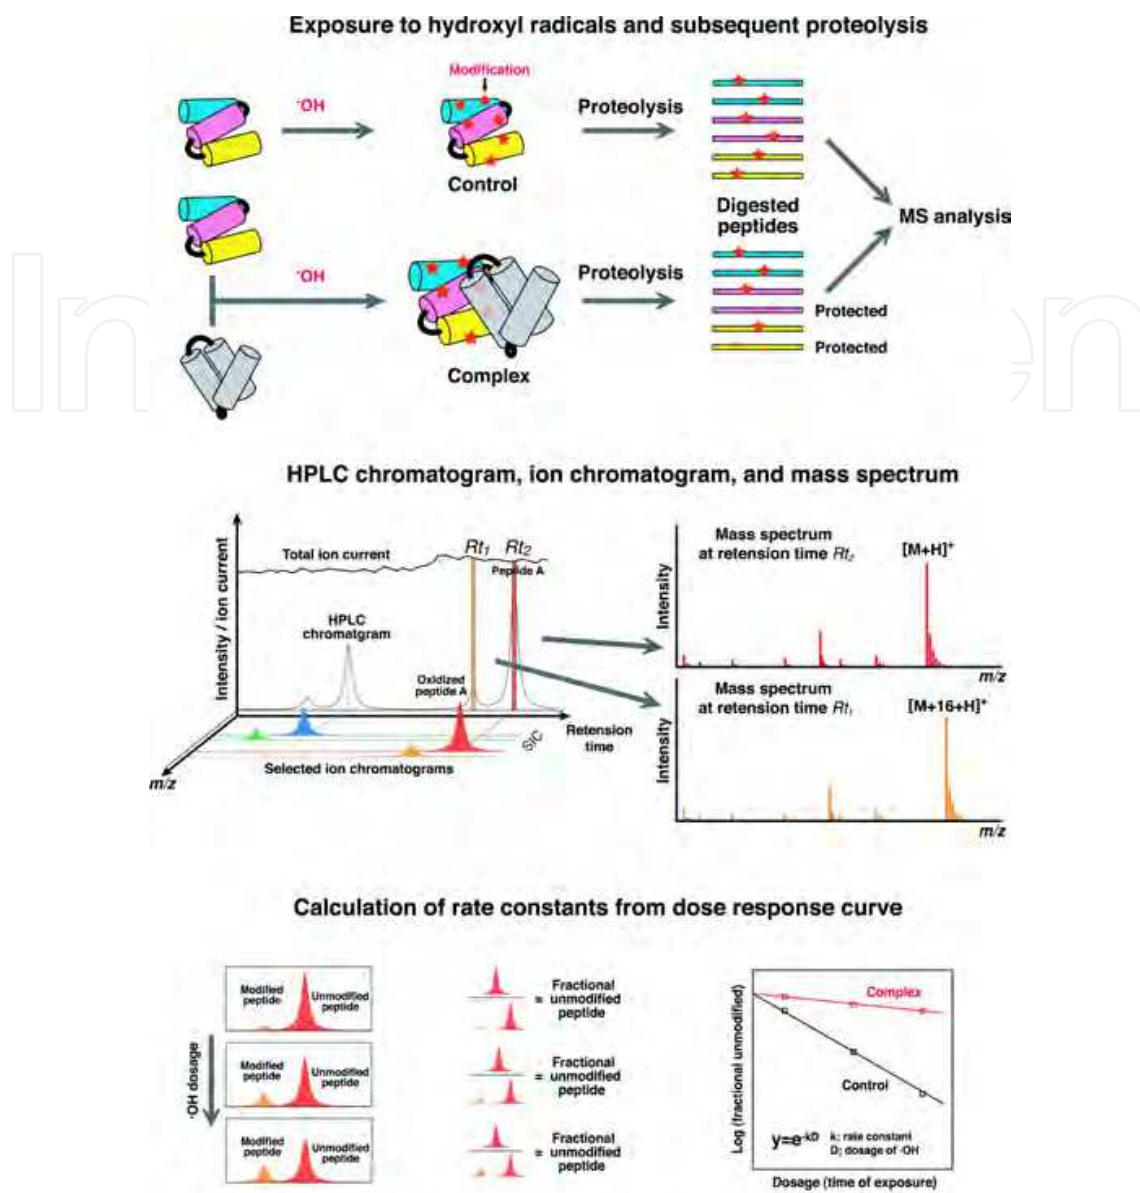 Exposure to hydroxyl radicals and subsequent proteolysis
Modification
·OH
Proteolysis
Control
Digested
peptides
MS analysis
·OH
Proteolysis
Protected
Protected
Complex
HPLC chromatogram, ion chromatogram, and mass spectrum
Intensity / ion current
Total ion current
Rt₁
Rt₂
Peptide A
HPLC
chromatgram
Oxidized
peptide A
Retension
time
SIC
Selected ion chromatograms
m/z
Mass spectrum
at retension time Rt₂
[M+H]⁺
Intensity
m/z
Mass spectrum
at retension time Rt₁
[M+16+H]⁺
Intensity
m/z
Calculation of rate constants from dose response curve
·OH dosage
Modified
peptide
Unmodified
peptide
Modified
peptide
Unmodified
peptide
Modified
peptide
Unmodified
peptide
Fractional
= unmodified
peptide
Fractional
= unmodified
peptide
Fractional
= unmodified
peptide
Log (fractional unmodified)
Complex
Control
y=e-kD
k: rate constant
D; dosage of ·OH
Dosage (time of exposure)